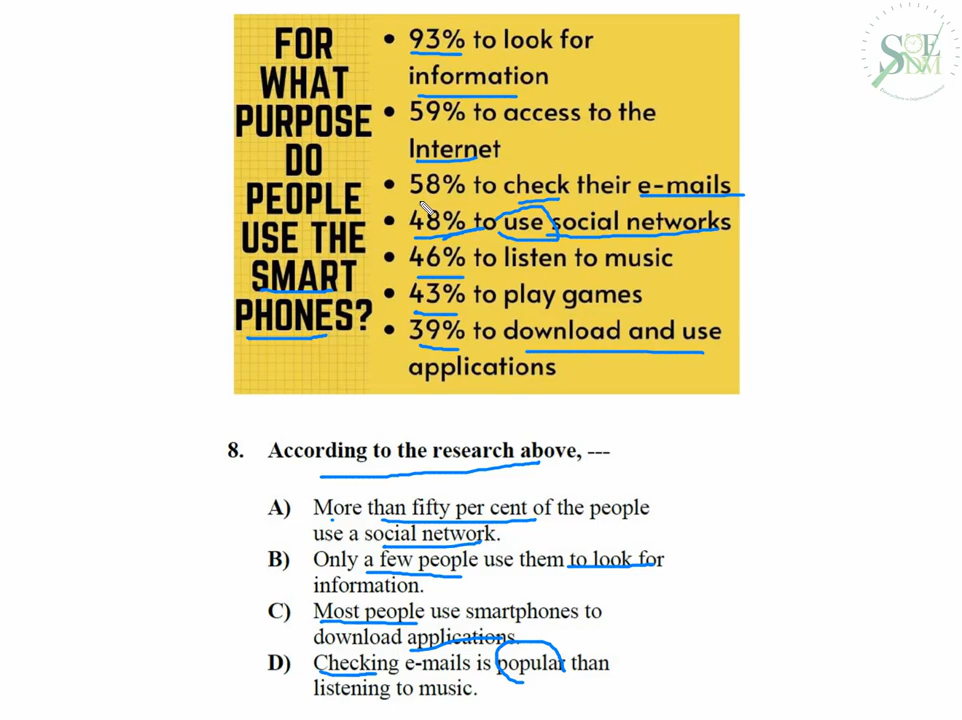 FOR
WHAT
PURPOSE
DO
PEOPLE
USE THE
SMART
PHONES?
• 93% to look for
information
• 59% to access to the
Internet
• 58% to check their e-mails
• 48% to use social networks
• 46% to listen to music
• 43% to play games
• 39% to download and use
applications
8. According to the research above, ---
A) More than fifty per cent of the people
use a social network.
B) Only a few people use them to look for
information.
C) Most people use smartphones to
download applications.
D) Checking e-mails is popular than
listening to music.